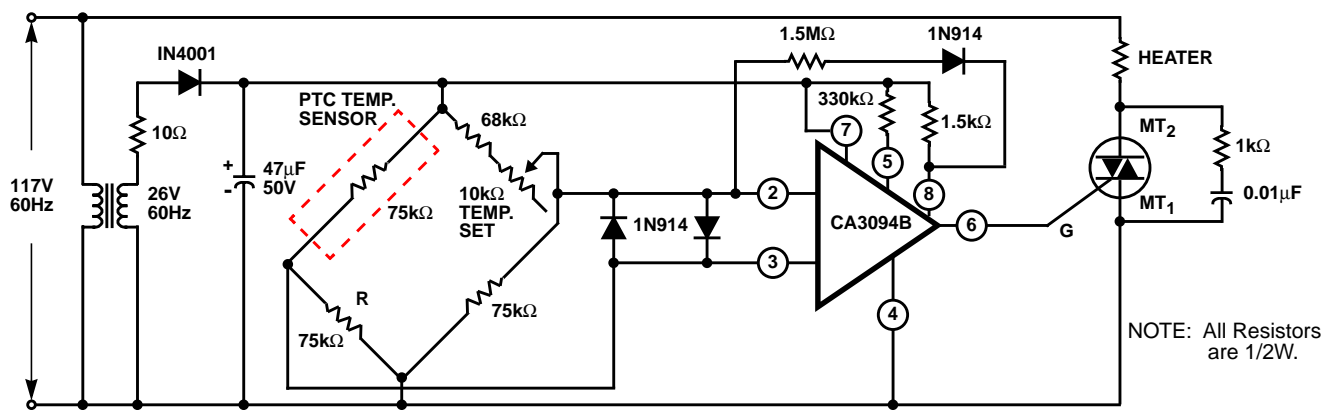 117V
60Hz
10Ω
26V
60Hz
IN4001
+
-
47μF
50V
PTC TEMP.
SENSOR
75kΩ
68kΩ
10kΩ
TEMP.
SET
R
75kΩ
75kΩ
1N914
1.5MΩ
1N914
330kΩ
1.5kΩ
7
5
8
2
3
CA3094B
6
4
G
HEATER
MT2
MT1
1kΩ
0.01μF
NOTE: All Resistors
are 1/2W.